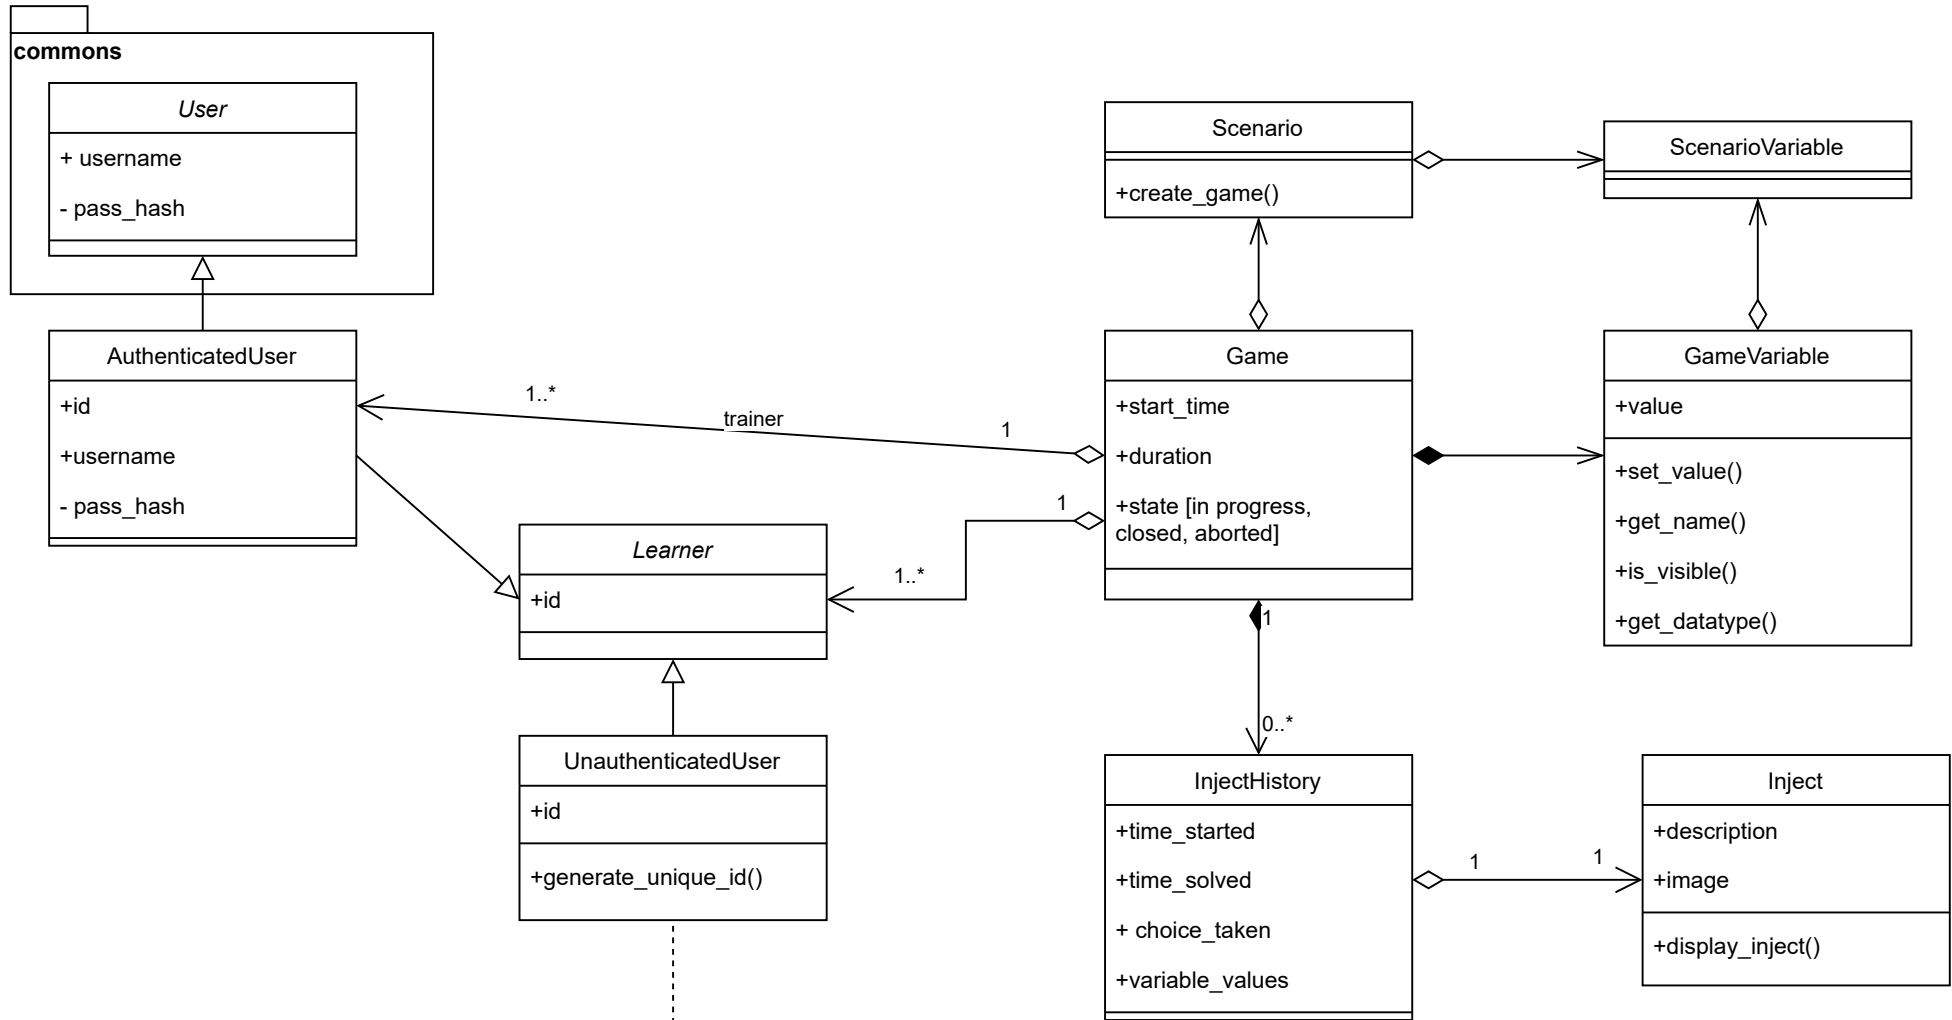 commons
User
+ username
- pass_hash
AuthenticatedUser
+id
+username
- pass_hash
1..*
trainer
1
1
1..*
Learner
+id
UnauthenticatedUser
+id
+generate_unique_id()
Scenario
+create_game()
ScenarioVariable
Game
+start_time
+duration
+state [in progress,
closed, aborted]
GameVariable
+value
+set_value()
+get_name()
+is_visible()
+get_datatype()
1
0..*
InjectHistory
+time_started
+time_solved
+ choice_taken
+variable_values
1
1
Inject
+description
+image
+display_inject()